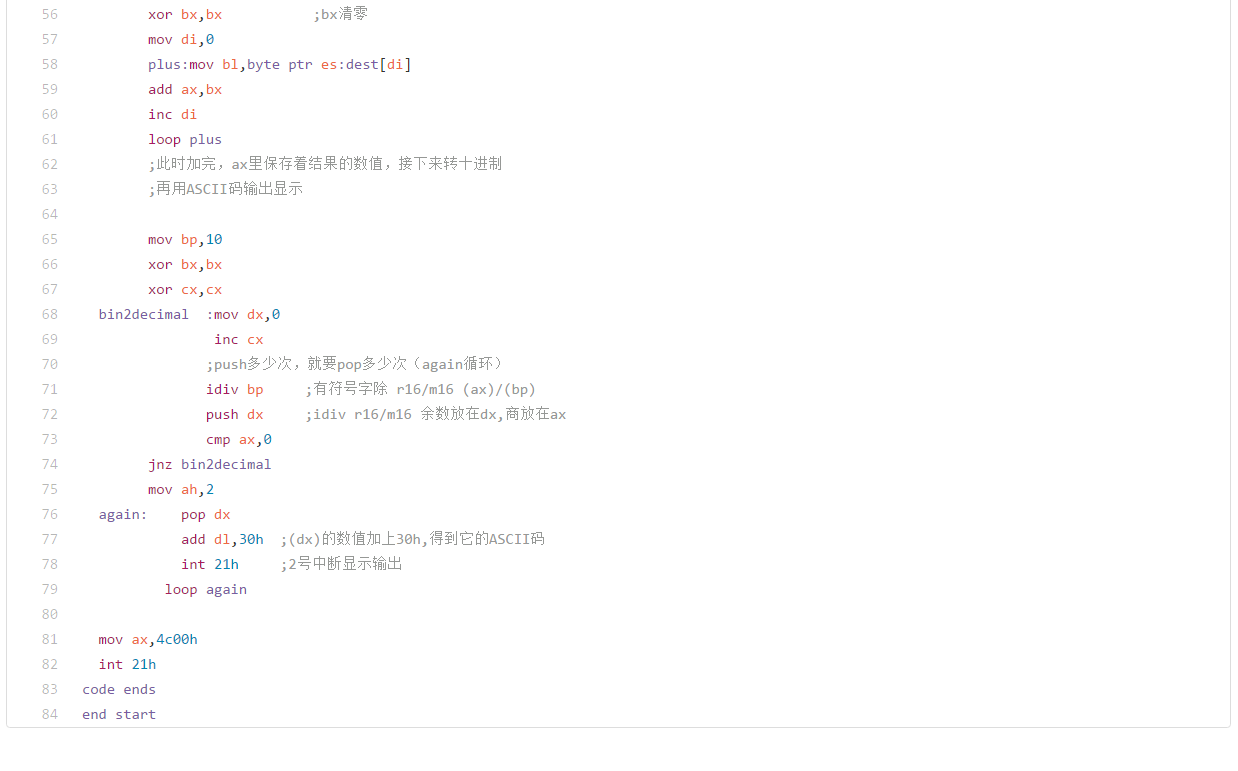 56 xor bx,bx ;bx清零
57 mov di,0
58 plus:mov bl,byte ptr es:dest[di]
59 add ax,bx
60 inc di
61 loop plus
62 ;此时加完，ax里保存着结果的数值，接下来转十进制
63 ;再用ASCII码输出显示
64
65 mov bp,10
66 xor bx,bx
67 xor cx,cx
68 bin2decimal :mov dx,0
69 inc cx
70 ;push多少次，就要pop多少次（again循环）
71 idiv bp ;有符号字除 r16/m16 (ax)/(bp)
72 push dx ;idiv r16/m16 余数放在dx,商放在ax
73 cmp ax,0
74 jnz bin2decimal
75 mov ah,2
76 again: pop dx
77 add dl,30h ;(dx)的数值加上30h,得到它的ASCII码
78 int 21h ;2号中断显示输出
79 loop again
80
81 mov ax,4c00h
82 int 21h
83 code ends
84 end start